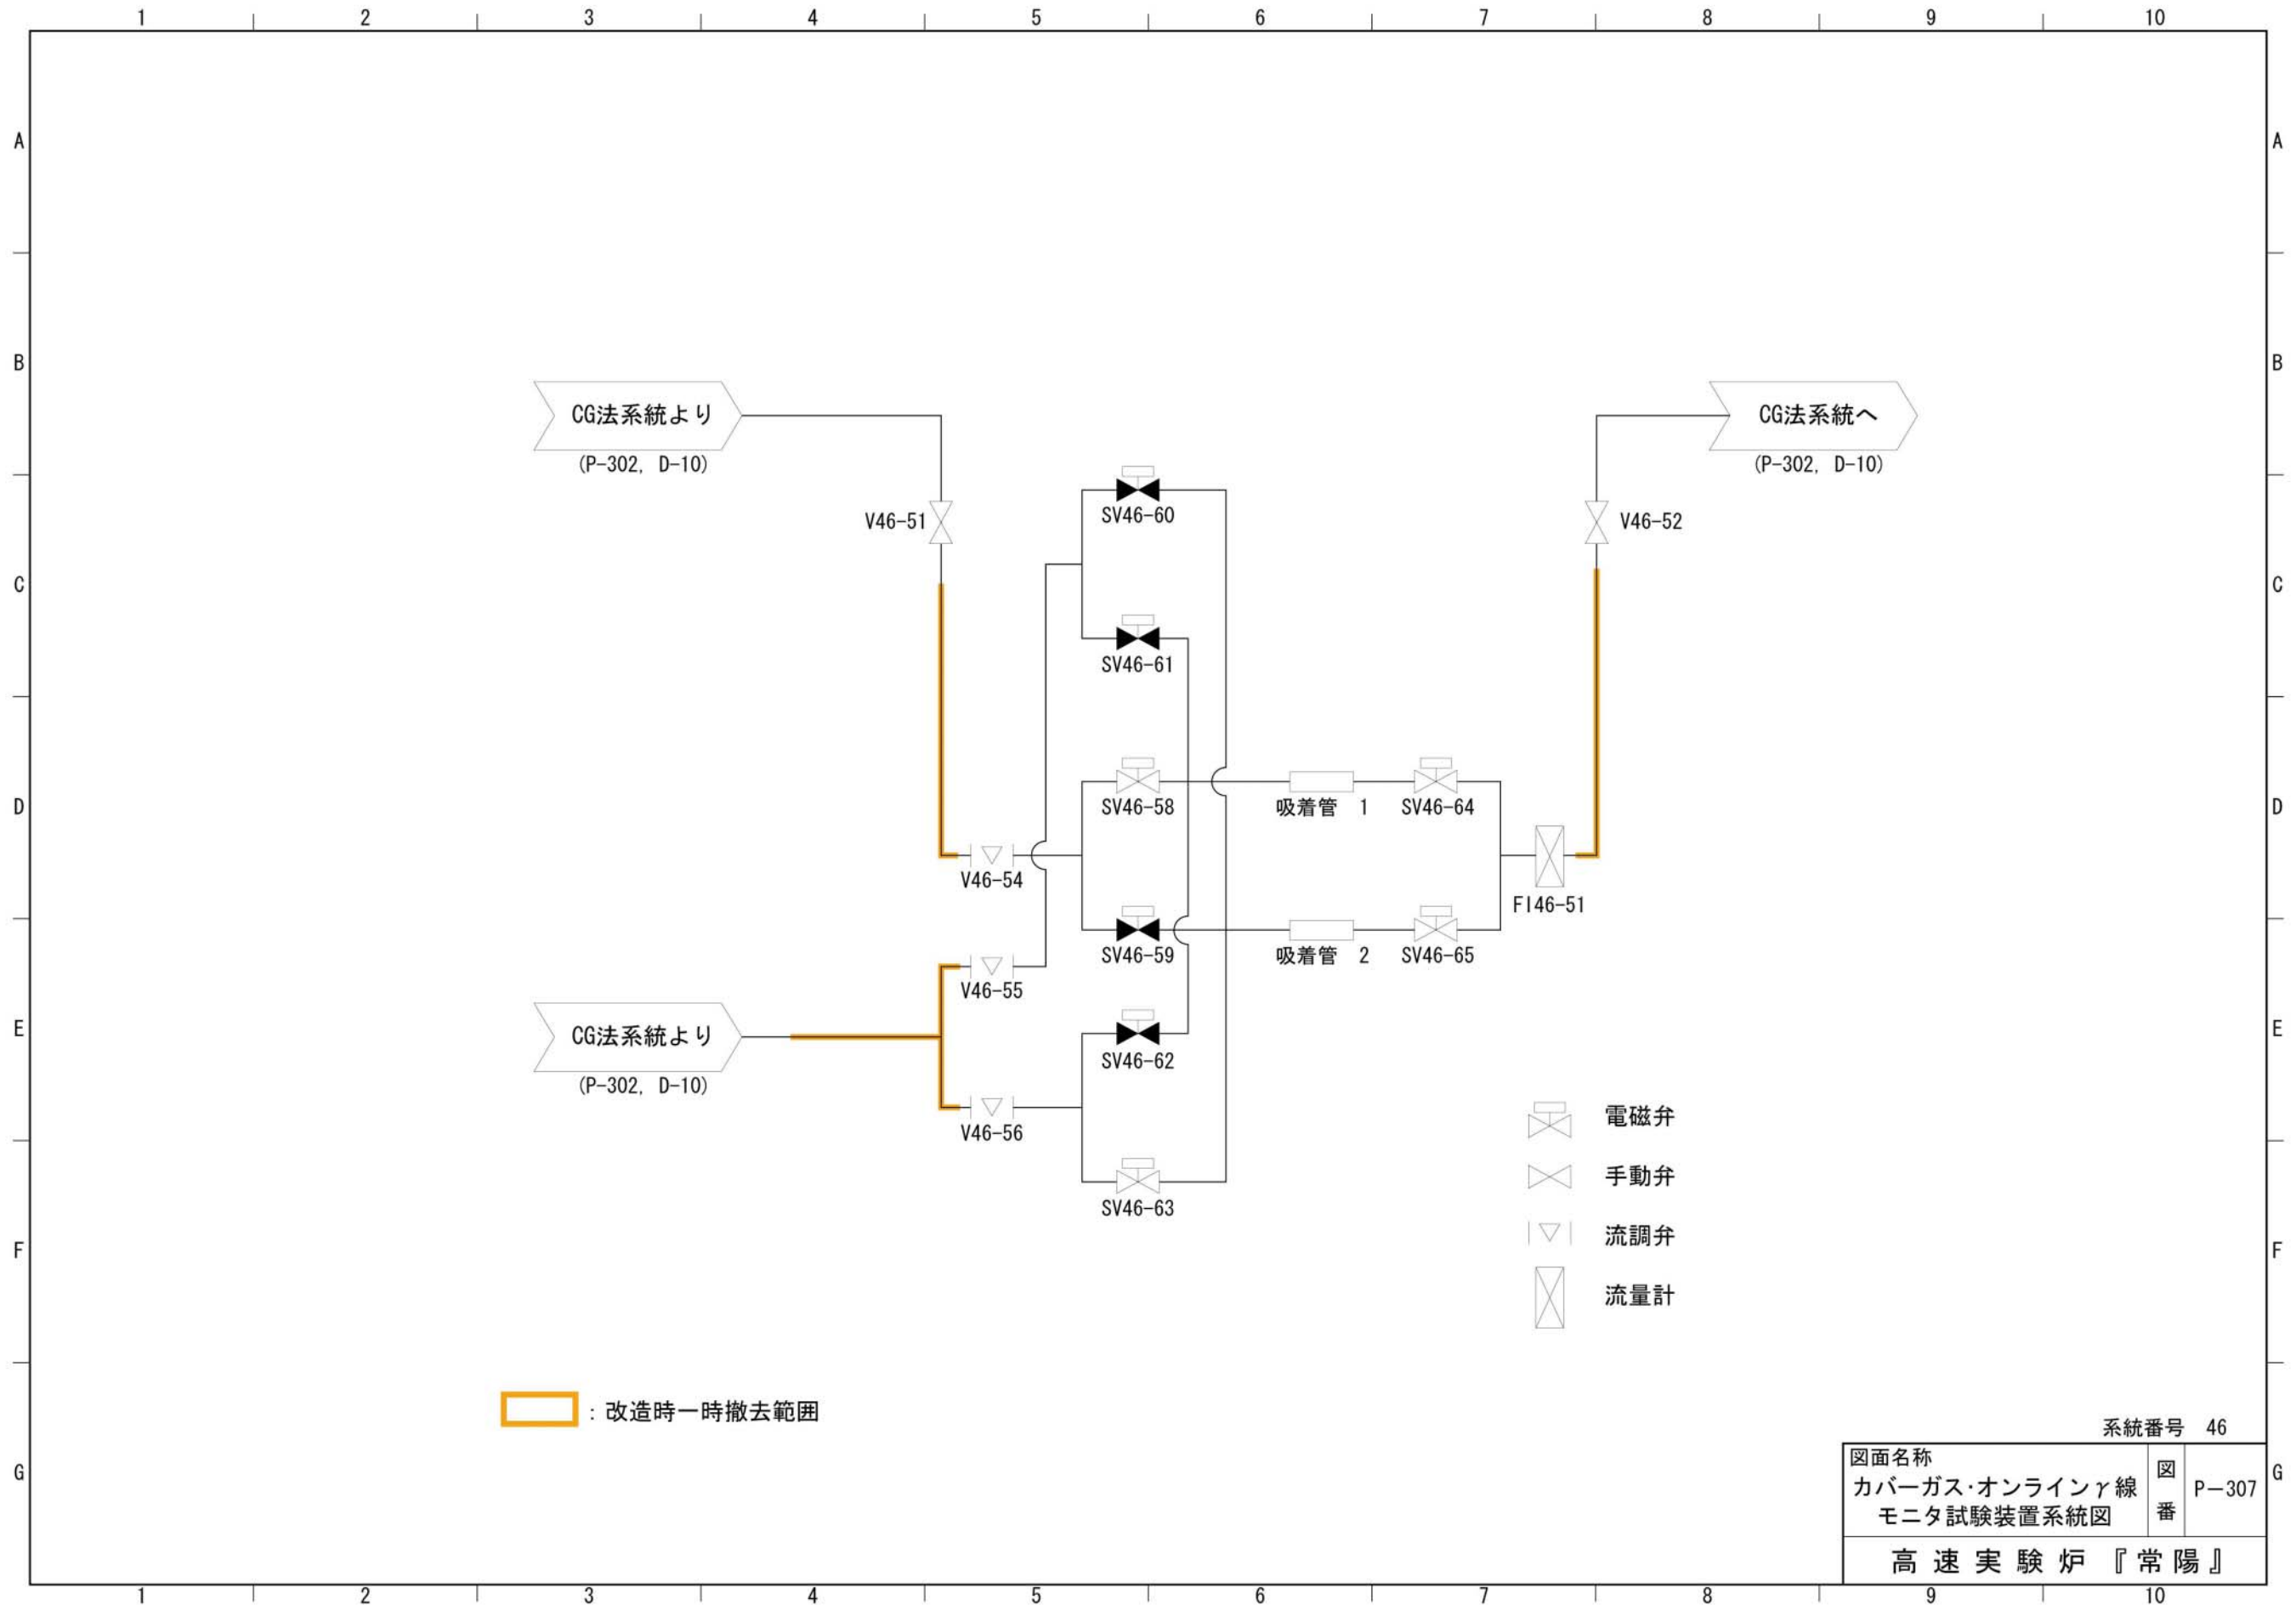 1 2 3 4 5 6 7 8 9 10
A A
B B
CG法系統より CG法系統へ
(P-302, D-10) (P-302, D-10)
SV46-60
V46-51 V46-52
C C
SV46-61
D D
SV46-58 吸着管 1 SV46-64
V46-54
FI46-51
SV46-59 吸着管 2 SV46-65
V46-55
E E
CG法系統より
(P-302, D-10)
SV46-62
V46-56
電磁弁
手動弁
SV46-63
流調弁
F F
流量計
: 改造時一時撤去範囲
系統番号 46
図面名称
G G
カバーガス・オンラインγ線
モニタ試験装置系統図
図番
P-307
高速実験炉『常陽』
1 2 3 4 5 6 7 8 9 10